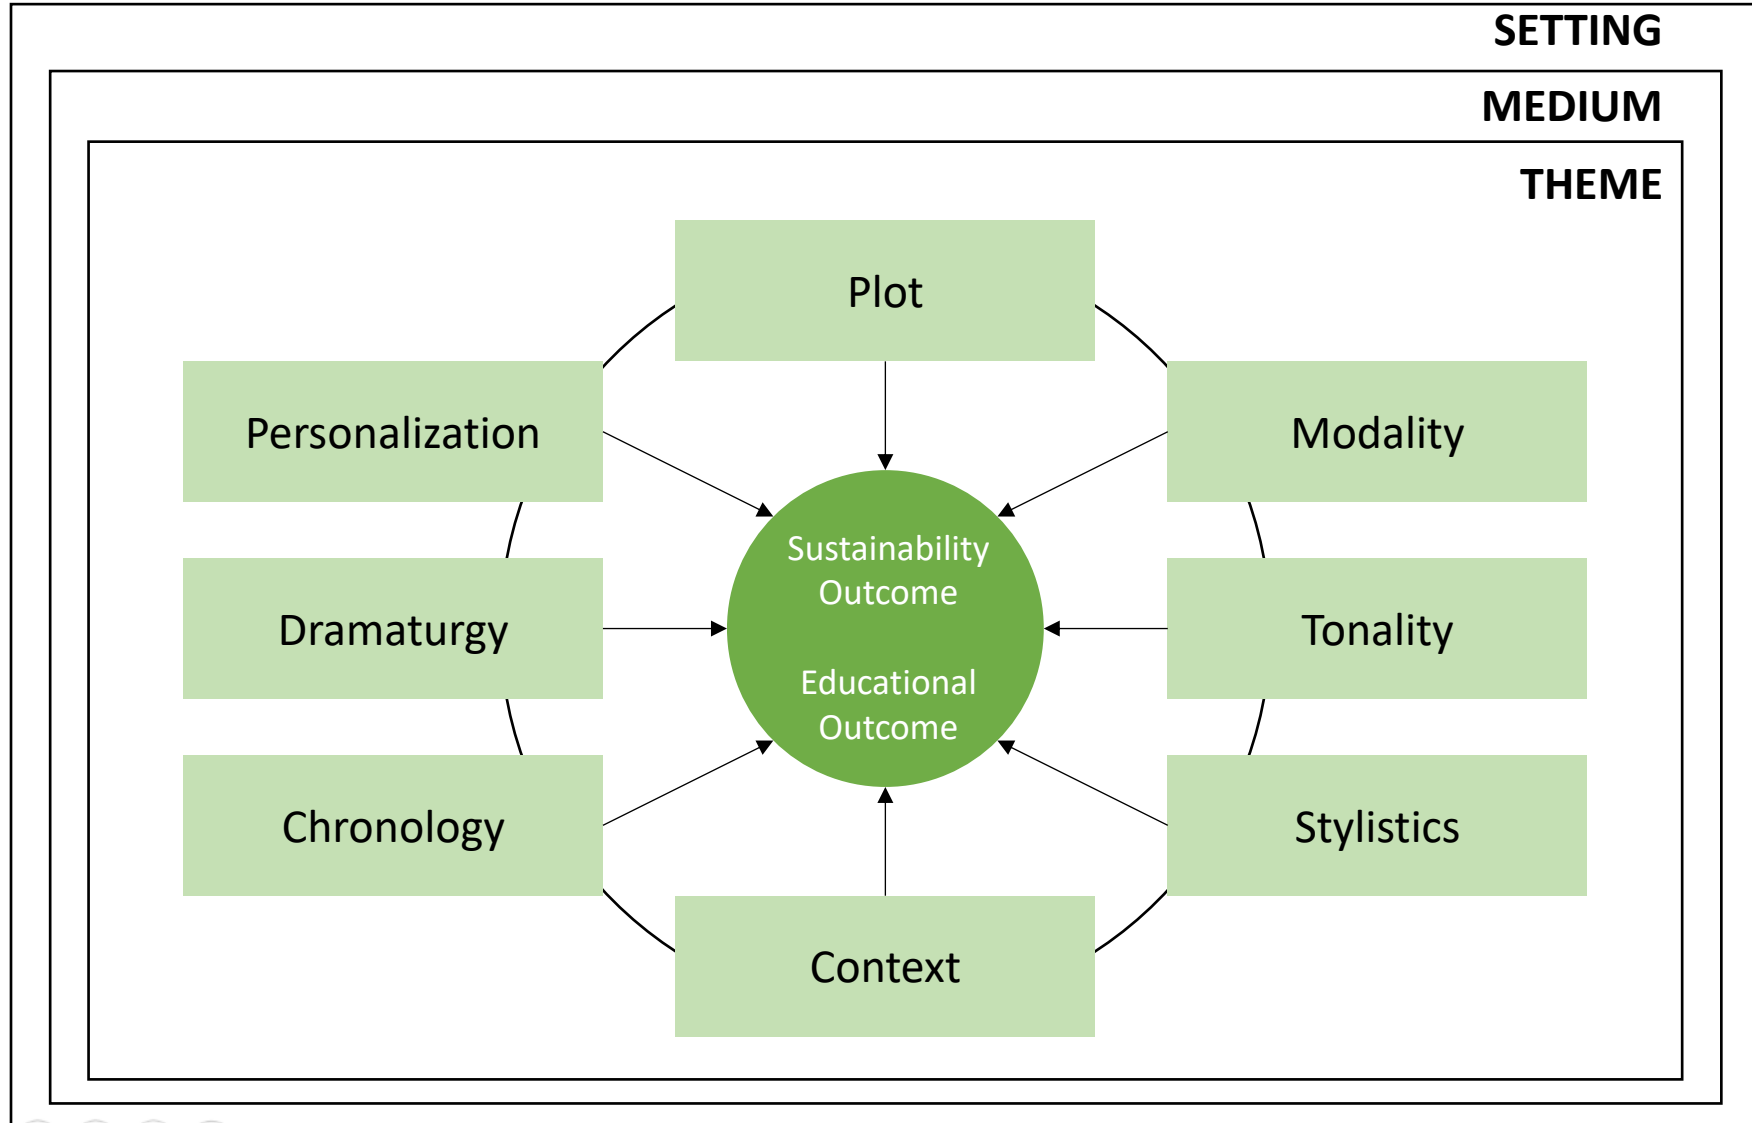 SETTING
MEDIUM
THEME
Plot
Personalization
Modality
Sustainability
Outcome
Dramaturgy
Tonality
Educational
Outcome
Chronology
Stylistics
Context